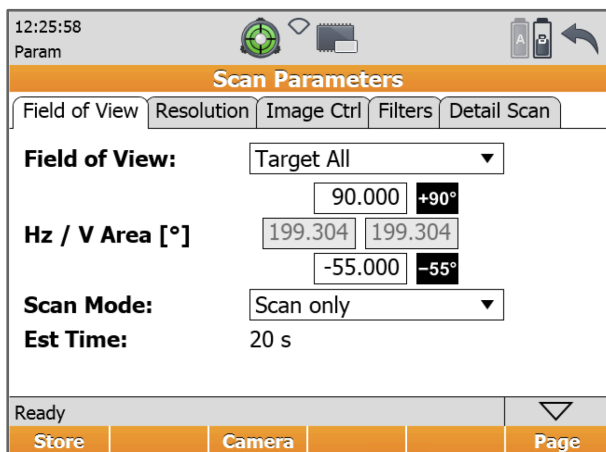 12:25:58
Param
A B
Scan Parameters
Field of View Resolution Image Ctrl Filters Detail Scan
Field of View: Target All
90.000 +90°
Hz / V Area [°] 199.304 199.304
-55.000 −55°
Scan Mode: Scan only
Est Time: 20 s
Ready
Store Camera Page